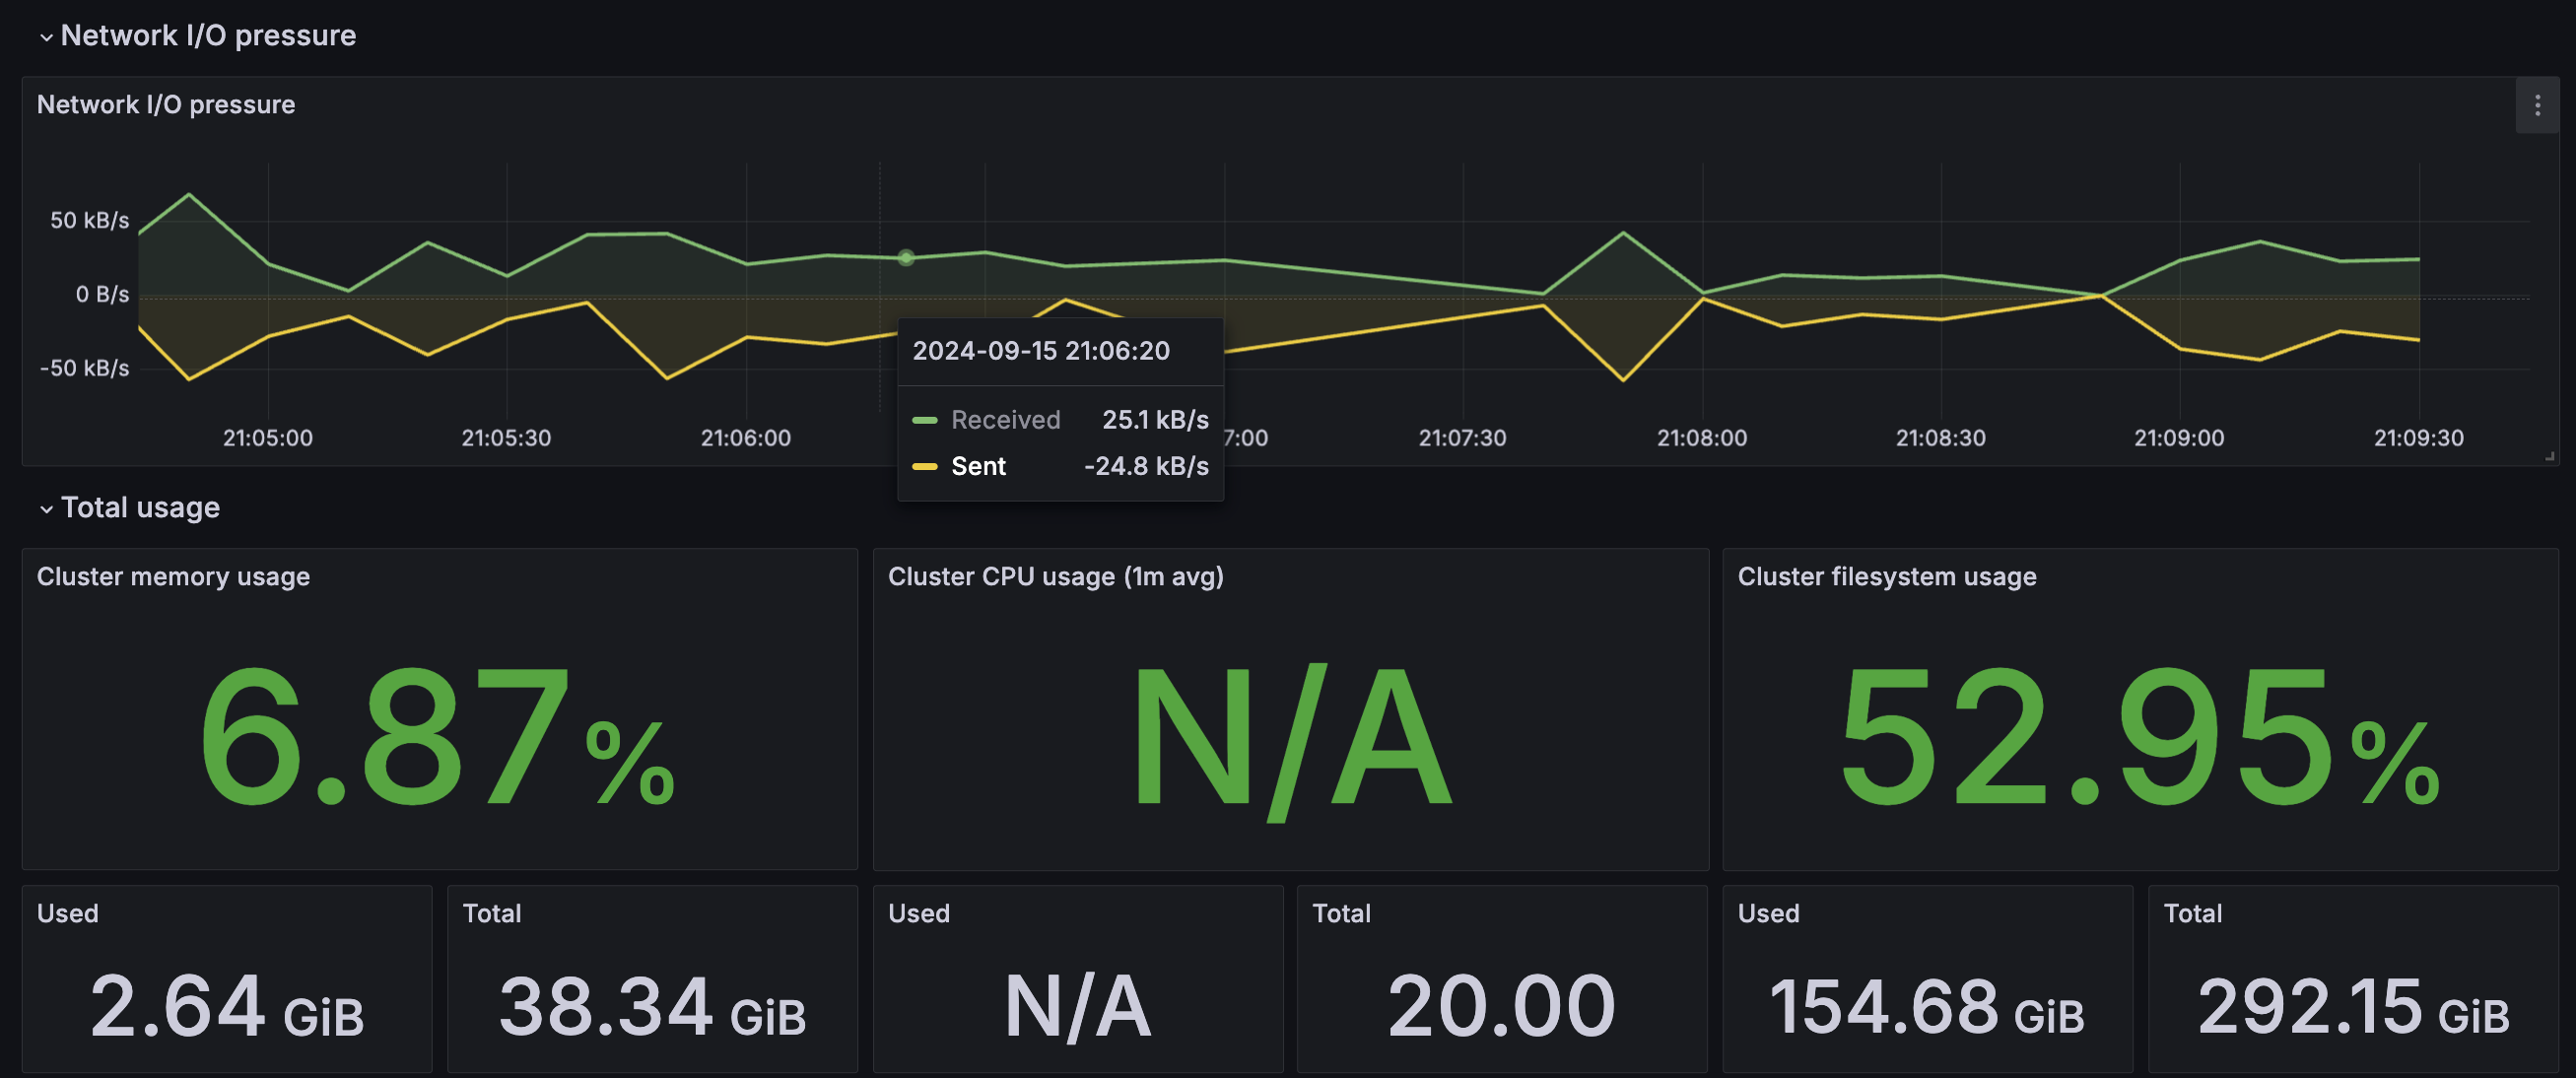 Network I/O pressure
Network I/O pressure
50 kB/s
0 B/s
-50 kB/s
21:05:00 21:05:30 21:06:00 7:00 21:07:30 21:08:00 21:08:30 21:09:00 21:09:30
2024-09-15 21:06:20
Received 25.1 kB/s
Sent -24.8 kB/s
Total usage
Cluster memory usage
6.87%
Cluster CPU usage (1m avg)
N/A
Cluster filesystem usage
52.95%
Used
2.64 GiB
Total
38.34 GiB
Used
N/A
Total
20.00
Used
154.68 GiB
Total
292.15 GiB